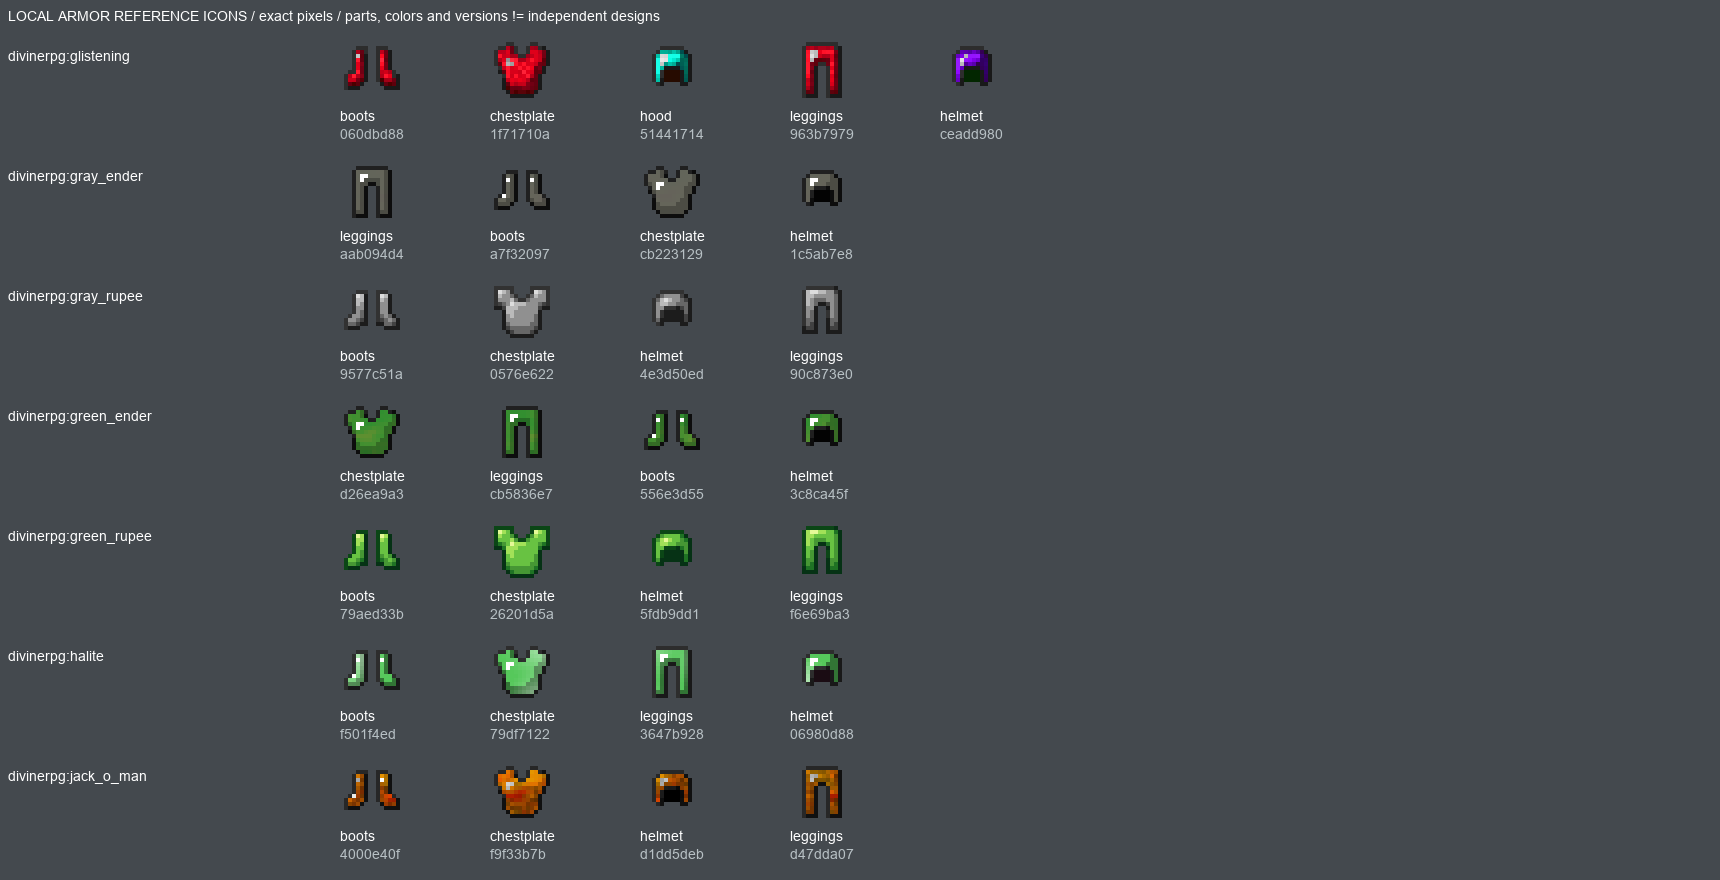 LOCAL ARMOR REFERENCE ICONS / exact pixels / parts, colors and versions != independent designs
divinerpg:glistening
boots chestplate hood leggings helmet
060dbd88 1f71710a 51441714 963b7979 ceadd980
divinerpg:gray_ender
leggings boots chestplate helmet
aab094d4 a7f32097 cb223129 1c5ab7e8
divinerpg:gray_rupee
boots chestplate helmet leggings
9577c51a 0576e622 4e3d50ed 90c873e0
divinerpg:green_ender
chestplate leggings boots helmet
d26ea9a3 cb5836e7 556e3d55 3c8ca45f
divinerpg:green_rupee
boots chestplate helmet leggings
79aed33b 26201d5a 5fdb9dd1 f6e69ba3
divinerpg:halite
boots chestplate leggings helmet
f501f4ed 79df7122 3647b928 06980d88
divinerpg:jack_o_man
boots chestplate helmet leggings
4000e40f f9f33b7b d1dd5deb d47dda07